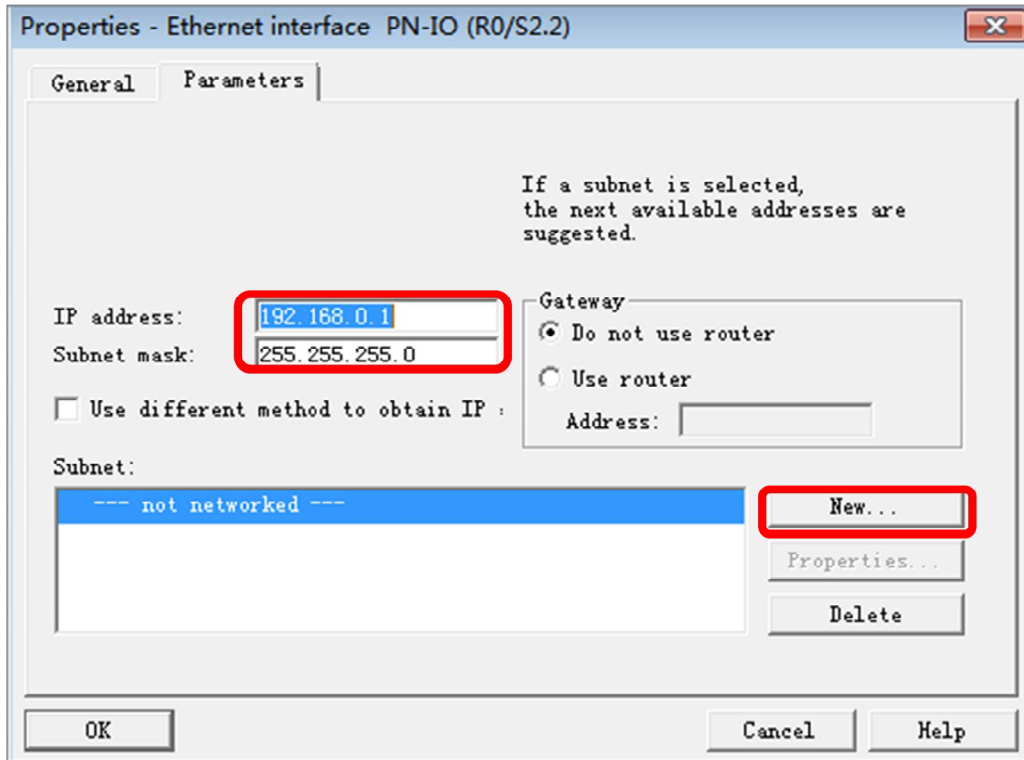 Properties - Ethernet interface  PN-IO (R0/S2.2)
General
Parameters
If a subnet is selected,
the next available addresses are
suggested.
IP address:
192.168.0.1
Subnet mask:
255.255.255.0
Gateway
Do not use router
Use router
Address:
Use different method to obtain IP
Subnet:
--- not networked ---
New...
Properties...
Delete
OK
Cancel
Help